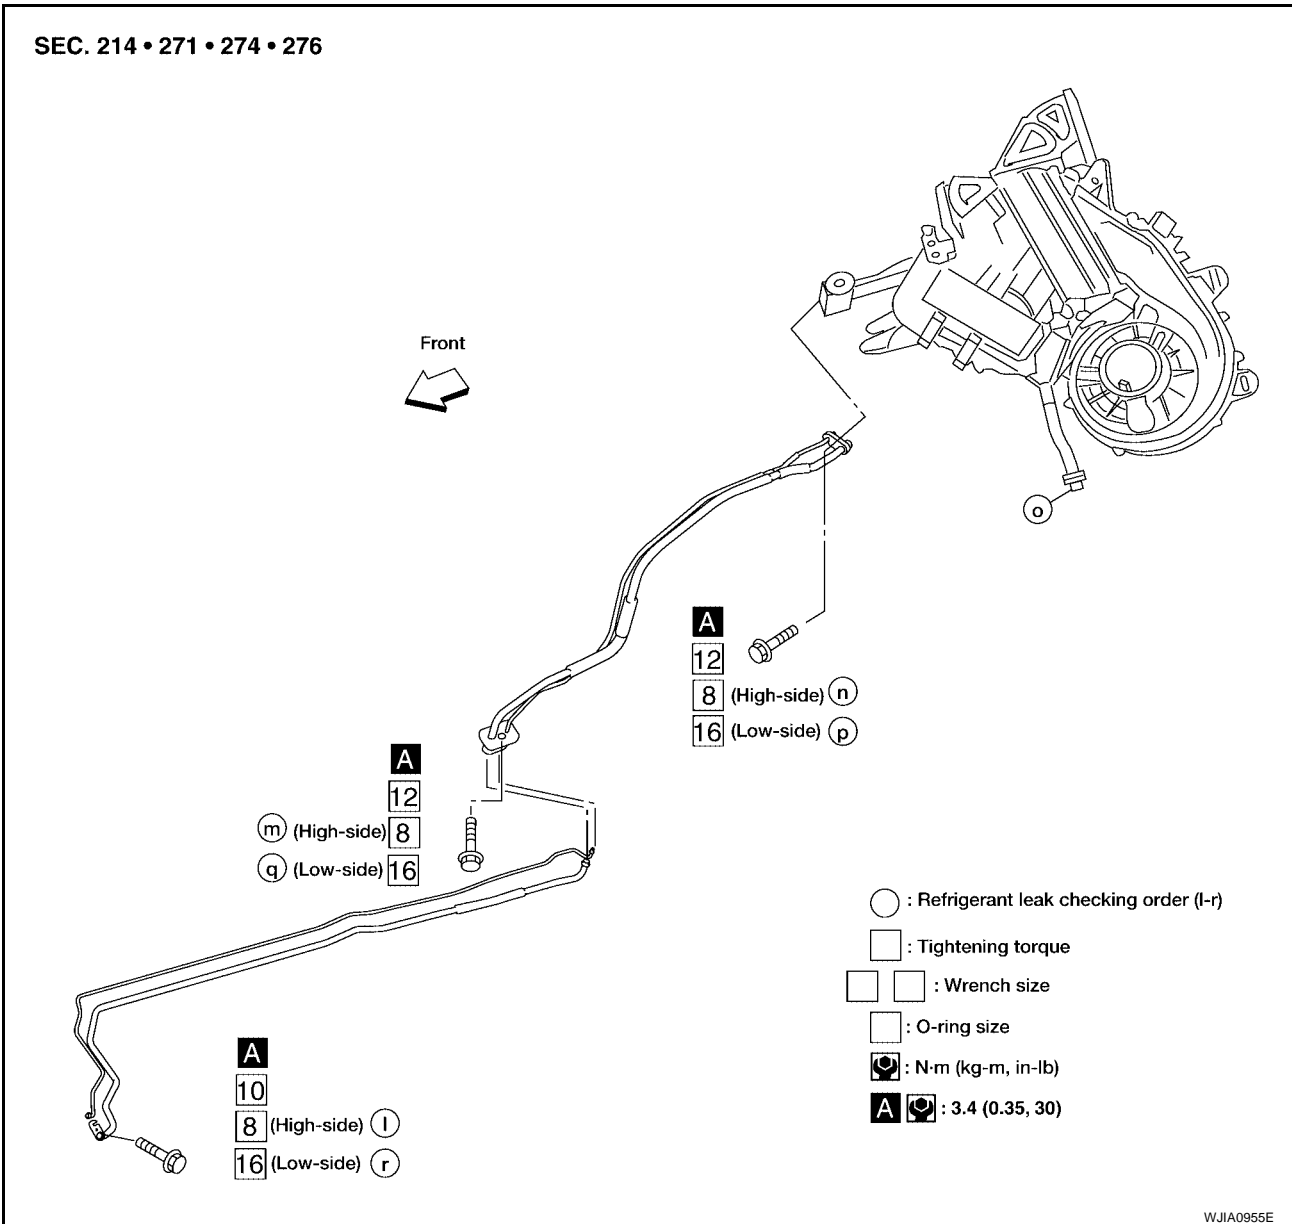 SEC. 214 • 271 • 274 • 276
Front
o
A
12
8 (High-side) n
16 (Low-side) p
A
12
m (High-side) 8
q (Low-side) 16
A
10
8 (High-side) l
16 (Low-side) r
: Refrigerant leak checking order (l-r)
: Tightening torque
: Wrench size
: O-ring size
: N·m (kg-m, in-lb)
A : 3.4 (0.35, 30)
WJIA0955E